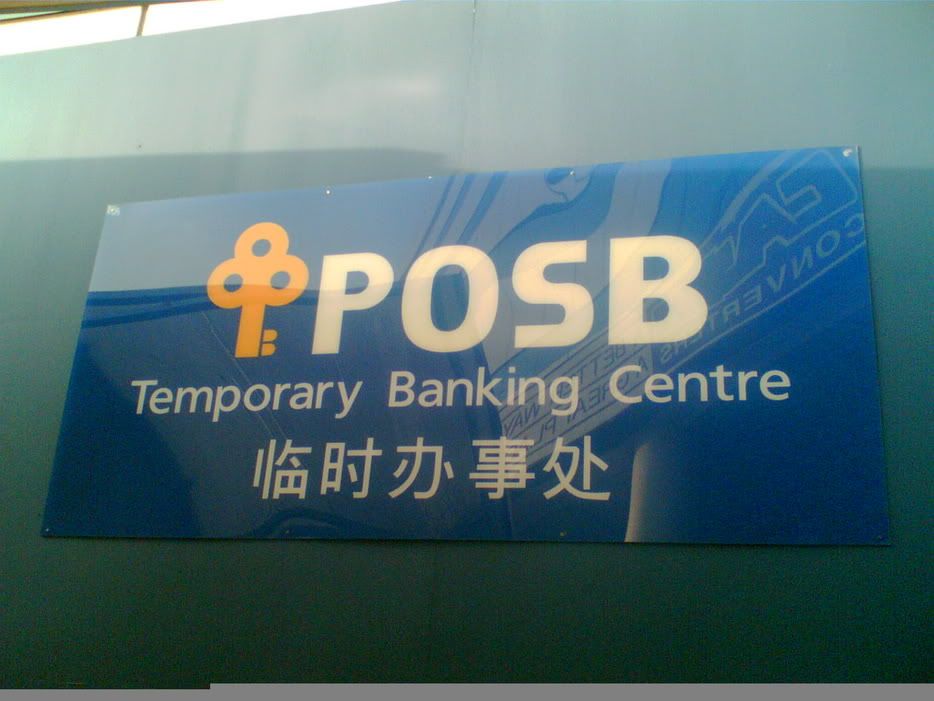 POSB
Temporary Banking Centre
临时办事处